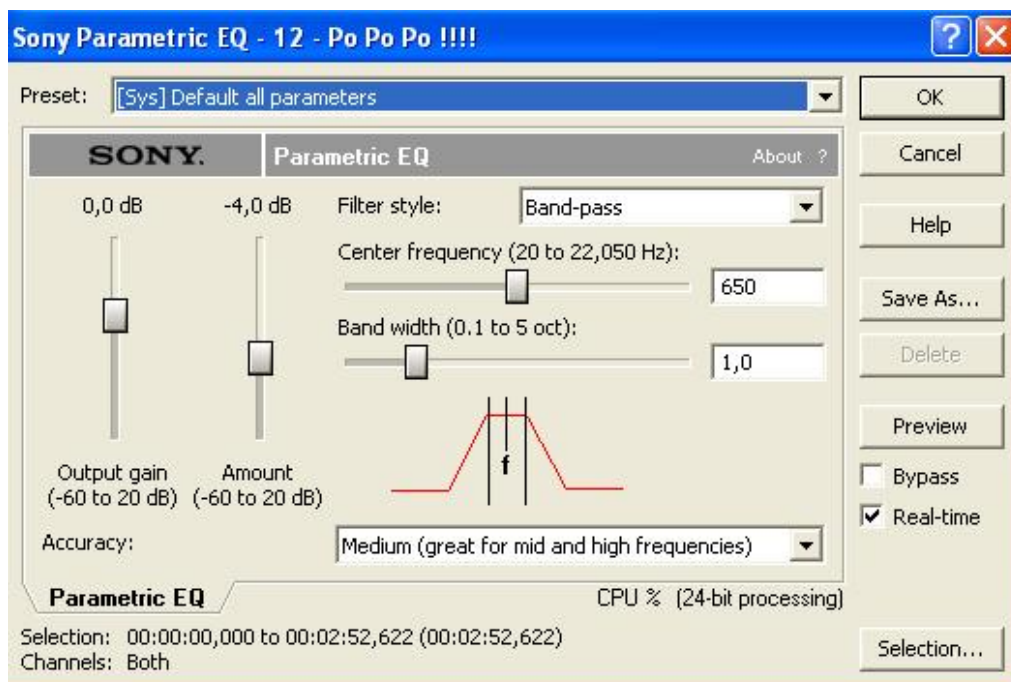 Sony Parametric EQ - 12 - Po Po Po !!!!
Preset: [Sys] Default all parameters
OK
SONY. Parametric EQ About ?
Cancel
0,0 dB -4,0 dB Filter style: Band-pass
Help
Center frequency (20 to 22,050 Hz):
650
Save As...
Band width (0.1 to 5 oct):
1,0
Delete
Preview
f
Output gain Amount
(-60 to 20 dB) (-60 to 20 dB)
Bypass
Real-time
Accuracy: Medium (great for mid and high frequencies)
Parametric EQ CPU % (24-bit processing)
Selection: 00:00:00,000 to 00:02:52,622 (00:02:52,622)
Channels: Both
Selection...